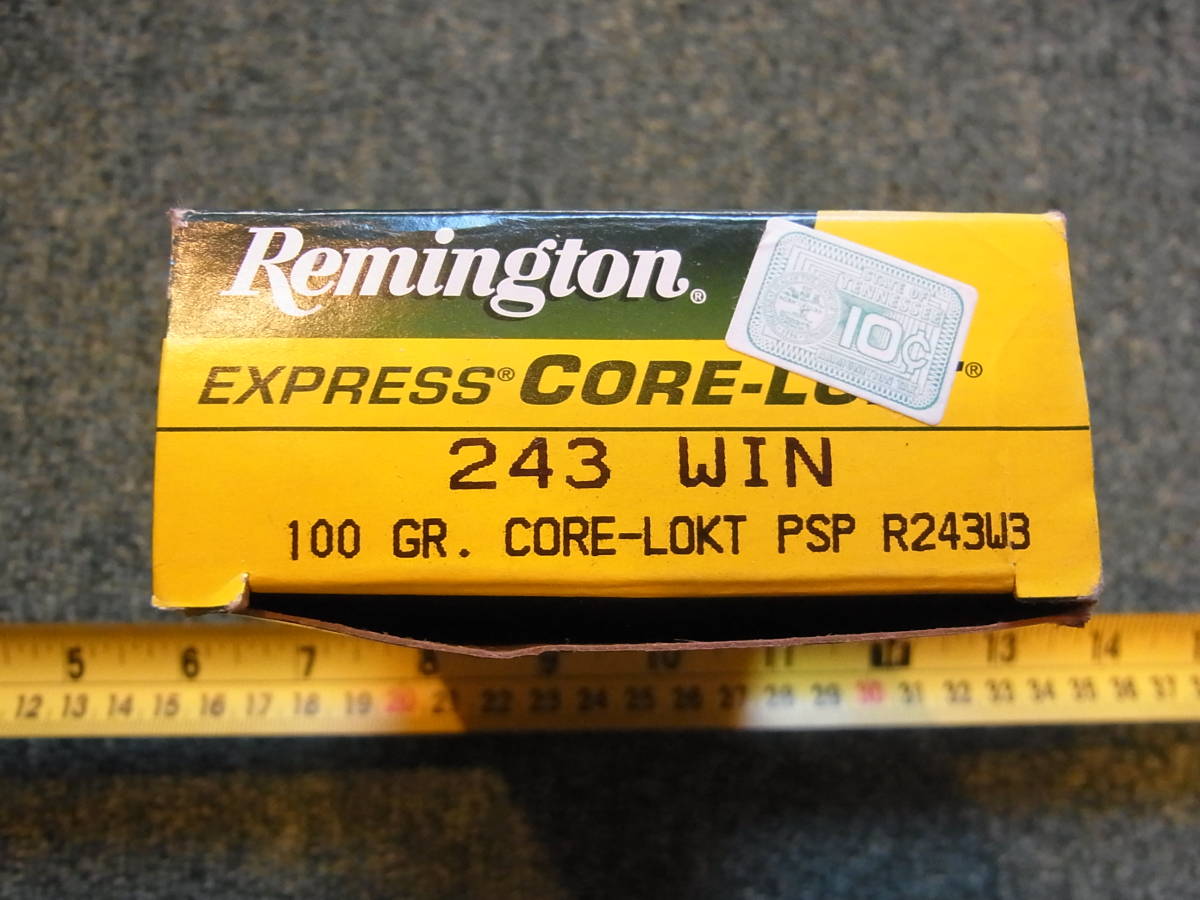 Remington®
STATE OF
TENNESSEE
10¢
EXPRESS® CORE-LOKT®
243 WIN
100 GR. CORE-LOKT PSP R243W3
5 6 7 8 9 10 11 12 13 14
12 13 14 15 16 17 18 19 20 21 22 23 24 25 26 27 28 29 30 31 32 33 34 35 36 37